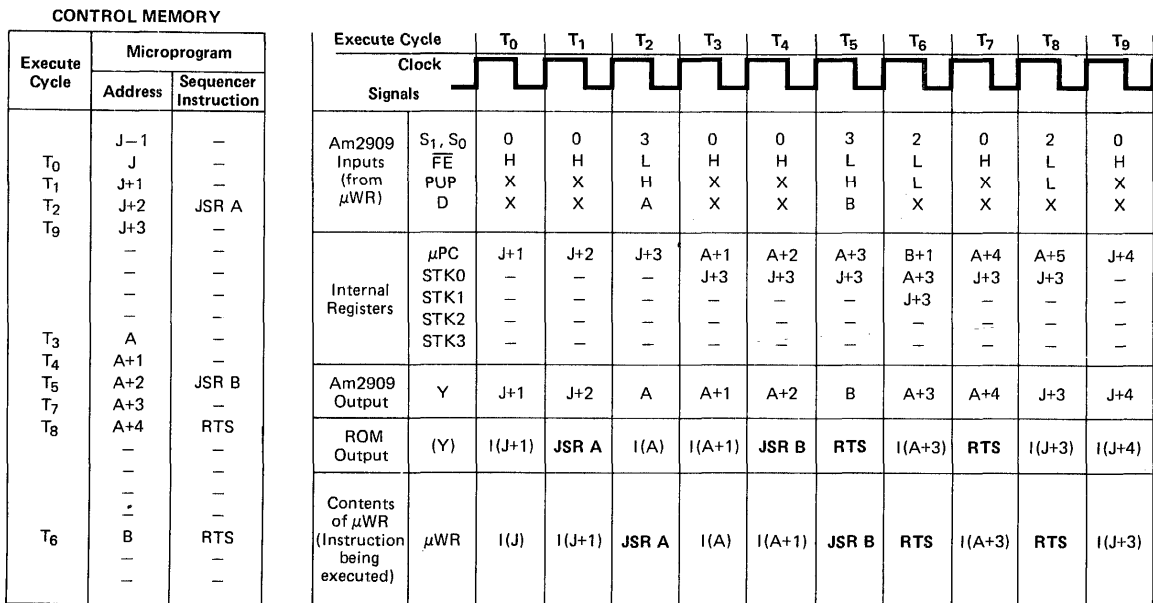 CONTROL MEMORY
Execute Cycle | Microprogram
Address | Sequencer Instruction
J–1 | –
T0 | J | –
T1 | J+1 | –
T2 | J+2 | JSR A
T9 | J+3 | –
– | –
– | –
– | –
– | –
T3 | A | –
T4 | A+1 | –
T5 | A+2 | JSR B
T7 | A+3 | –
T8 | A+4 | RTS
– | –
– | –
– | –
– | –
T6 | B | RTS
– | –
– | –
Execute Cycle | T0 | T1 | T2 | T3 | T4 | T5 | T6 | T7 | T8 | T9
Clock
Signals
Am2909 Inputs (from μWR)
S1, S0 | 0 | 0 | 3 | 0 | 0 | 3 | 2 | 0 | 2 | 0
F̅E̅ | H | H | L | H | H | L | L | H | L | H
PUP | X | X | H | X | X | H | L | X | L | X
D | X | X | A | X | X | B | X | X | X | X
Internal Registers
μPC | J+1 | J+2 | J+3 | A+1 | A+2 | A+3 | B+1 | A+4 | A+5 | J+4
STK0 | – | – | – | J+3 | J+3 | J+3 | A+3 | J+3 | J+3 | –
STK1 | – | – | – | – | – | – | J+3 | – | – | –
STK2 | – | – | – | – | – | – | – | – | – | –
STK3 | – | – | – | – | – | – | – | – | – | –
Am2909 Output | Y | J+1 | J+2 | A | A+1 | A+2 | B | A+3 | A+4 | J+3 | J+4
ROM Output | (Y) | I(J+1) | JSR A | I(A) | I(A+1) | JSR B | RTS | I(A+3) | RTS | I(J+3) | I(J+4)
Contents of μWR (Instruction being executed) | μWR | I(J) | I(J+1) | JSR A | I(A) | I(A+1) | JSR B | RTS | I(A+3) | RTS | I(J+3)